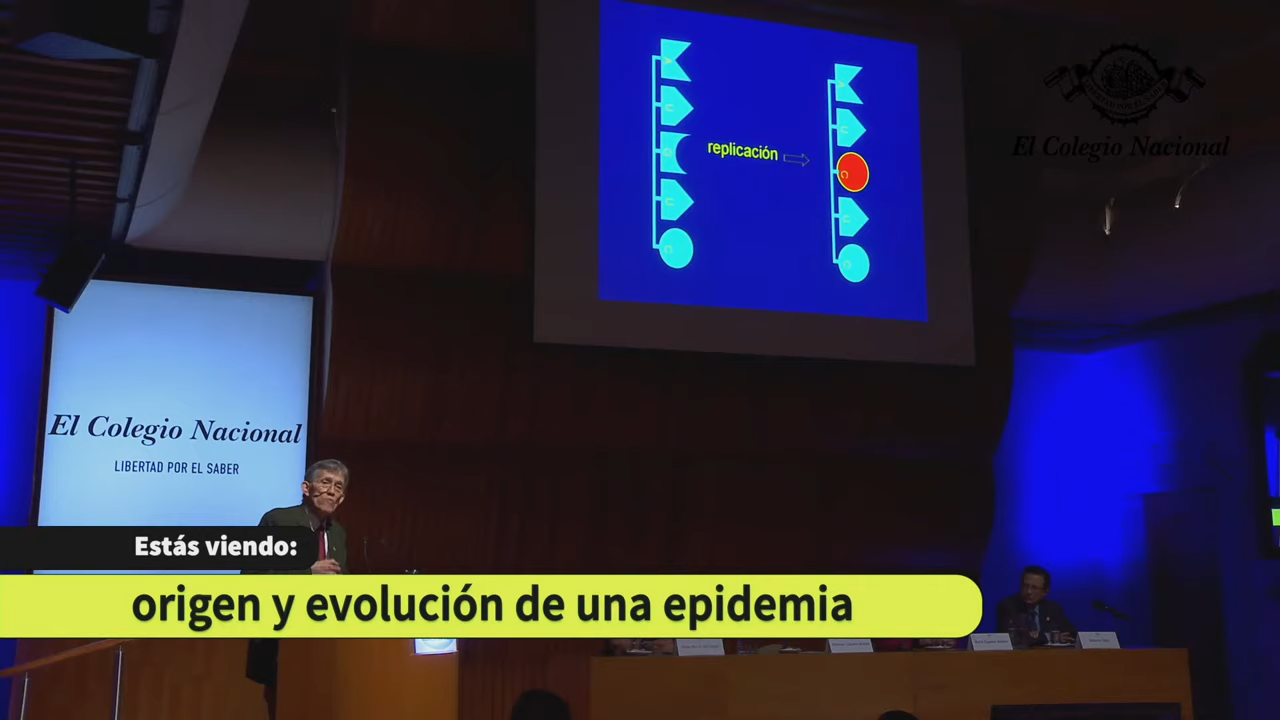 replicación
El Colegio Nacional
El Colegio Nacional
LIBERTAD POR EL SABER
Estás viendo:
origen y evolución de una epidemia